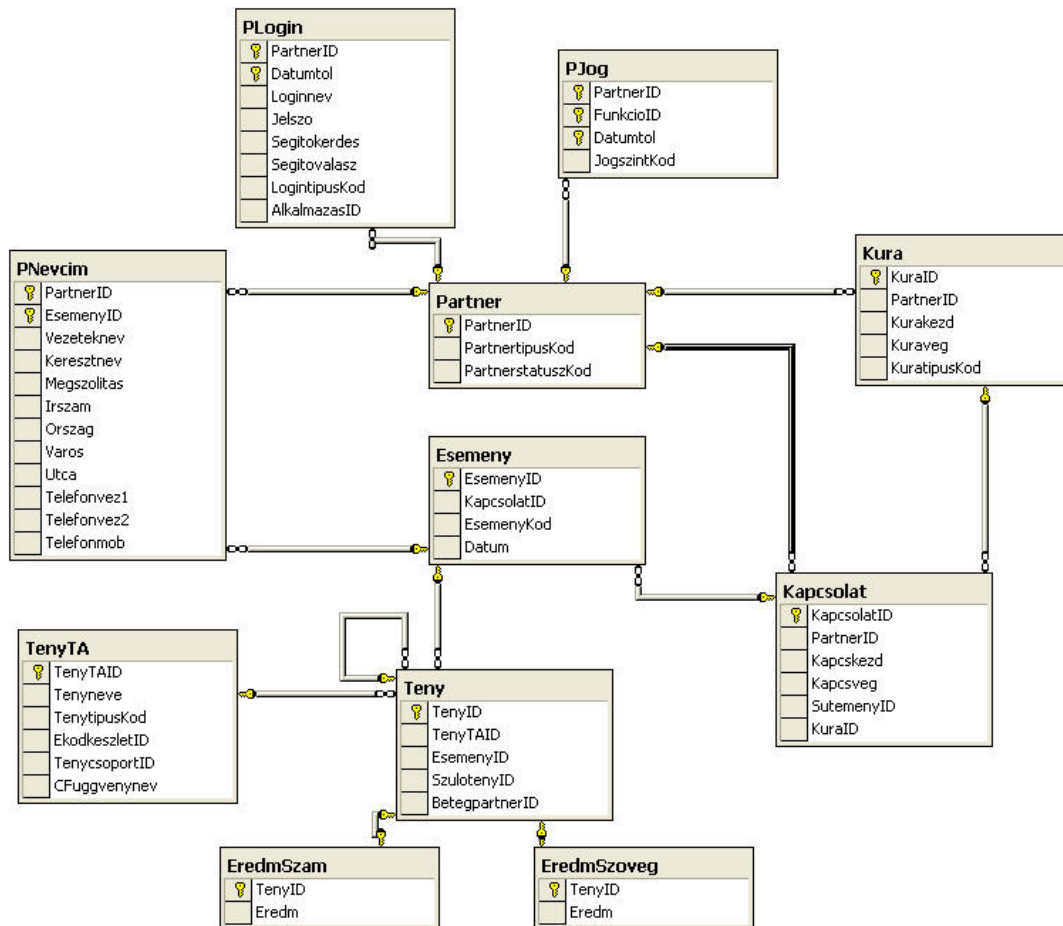 PLogin
PartnerID
Datumtol
Loginnev
Jelszo
Segitokerdes
Segitovalasz
LogintipusKod
AlkalmazasID
PJog
PartnerID
FunkcioID
Datumtol
JogszintKod
PNevcim
PartnerID
EsemenyID
Vezeteknev
Keresztnev
Megszolitas
Irszam
Orszag
Varos
Utca
Telefonvez1
Telefonvez2
Telefonmob
Partner
PartnerID
PartnertipusKod
PartnerstatuszKod
Kura
KuraID
PartnerID
Kurakezd
Kuraveg
KuratipusKod
Esemeny
EsemenyID
KapcsolatID
EsemenyKod
Datum
Kapcsolat
KapcsolatID
PartnerID
Kapcskezd
Kapcsveg
SutemenyID
KuraID
TenyTA
TenyTAID
Tenyneve
TenytipusKod
EkodkeszletID
TenycsoportID
CFuggvenynev
Teny
TenyID
TenyTAID
EsemenyID
SzulotenyID
BetegpartnerID
EredmSzam
TenyID
Eredm
EredmSzoveg
TenyID
Eredm